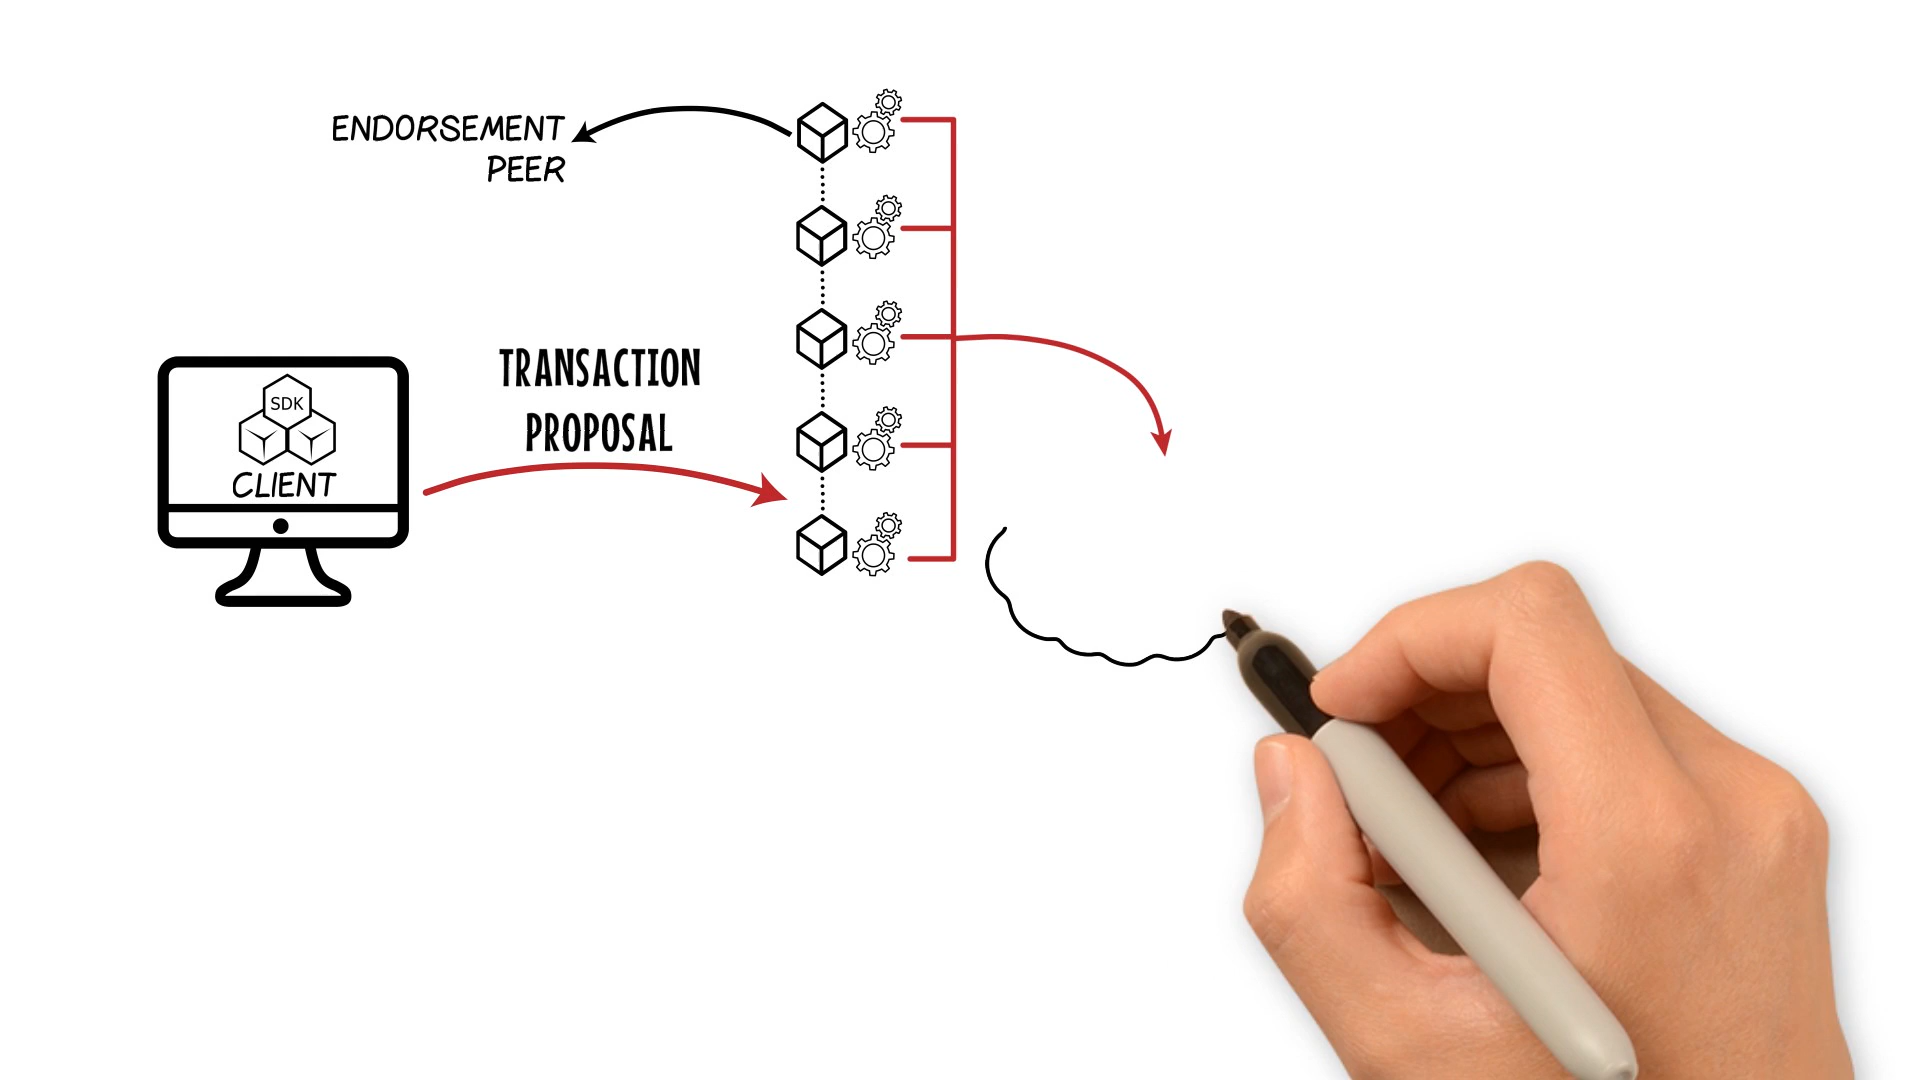 ENDORSEMENT
PEER
TRANSACTION
PROPOSAL
SDK
CLIENT